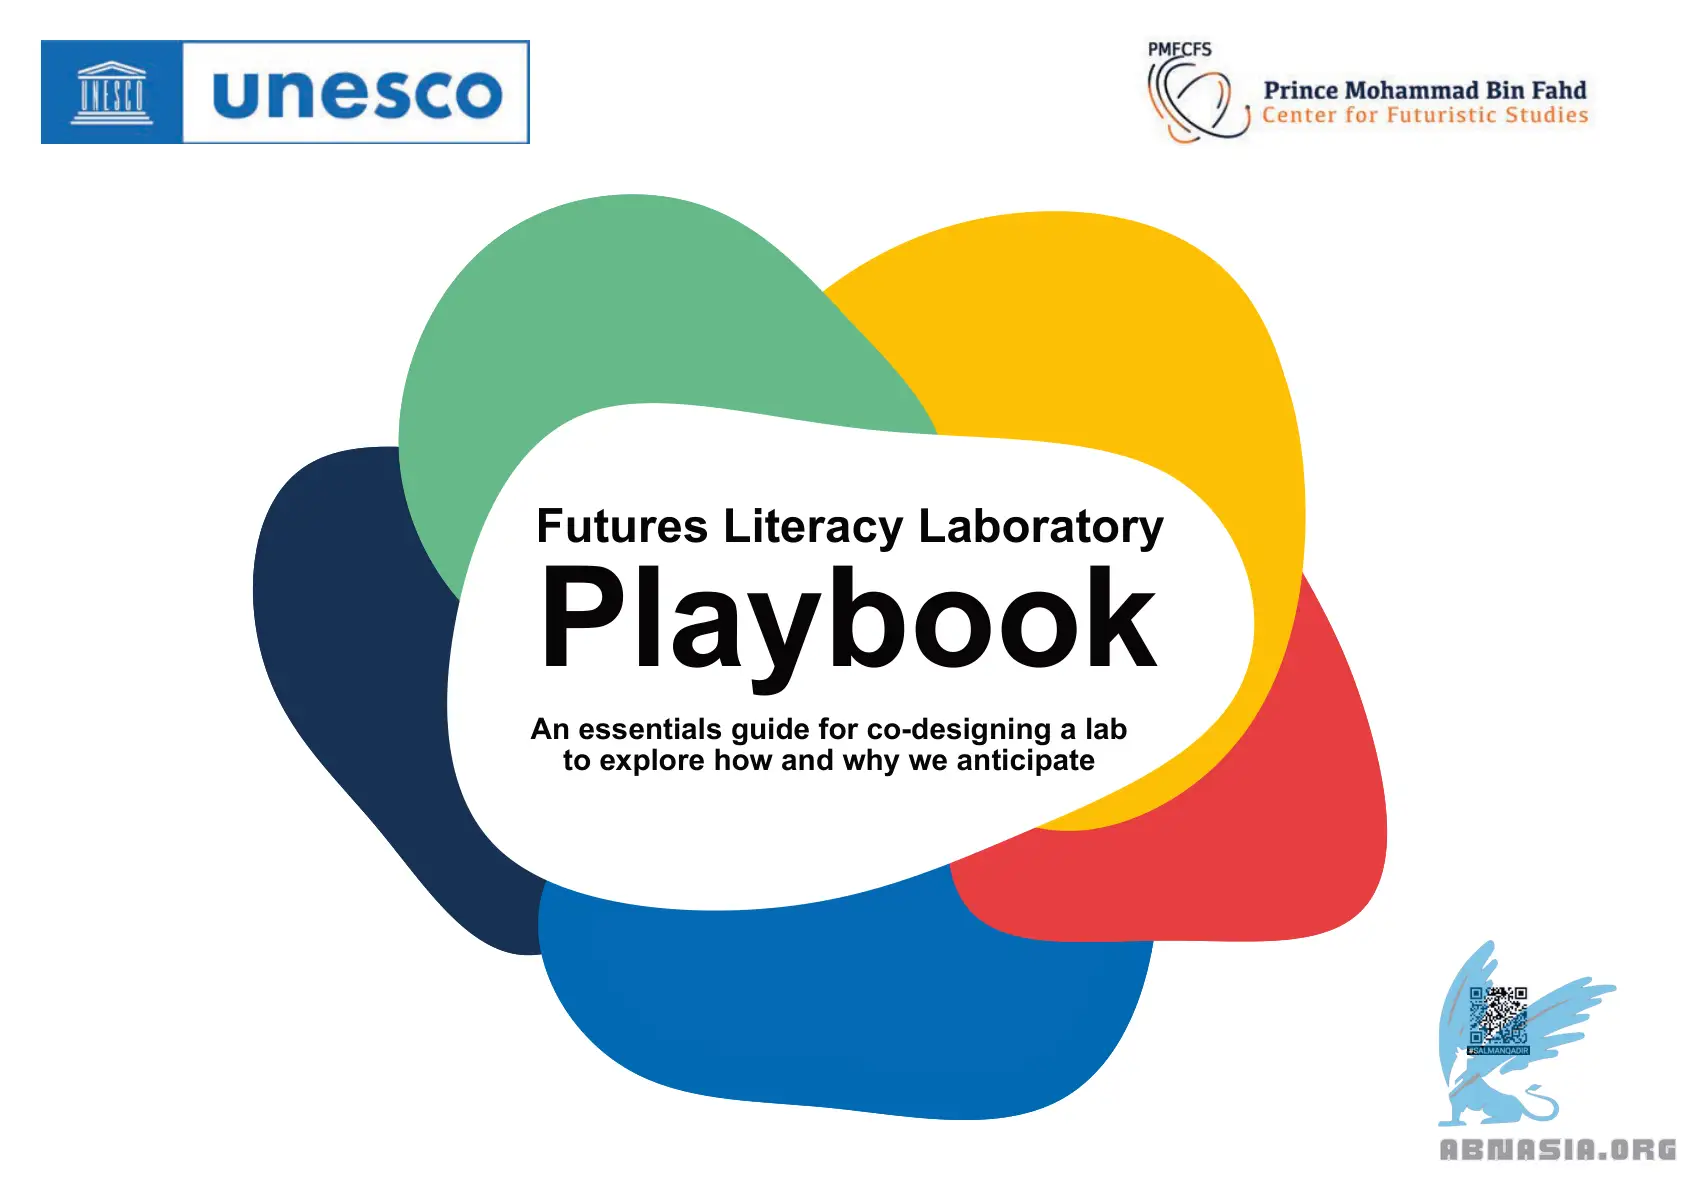 UNESCO
unesco
PMFCFS
Prince Mohammad Bin Fahd
Center for Futuristic Studies
Futures Literacy Laboratory
Playbook
An essentials guide for co-designing a lab
to explore how and why we anticipate
#SALMANQADIR
ABNASIA.ORG